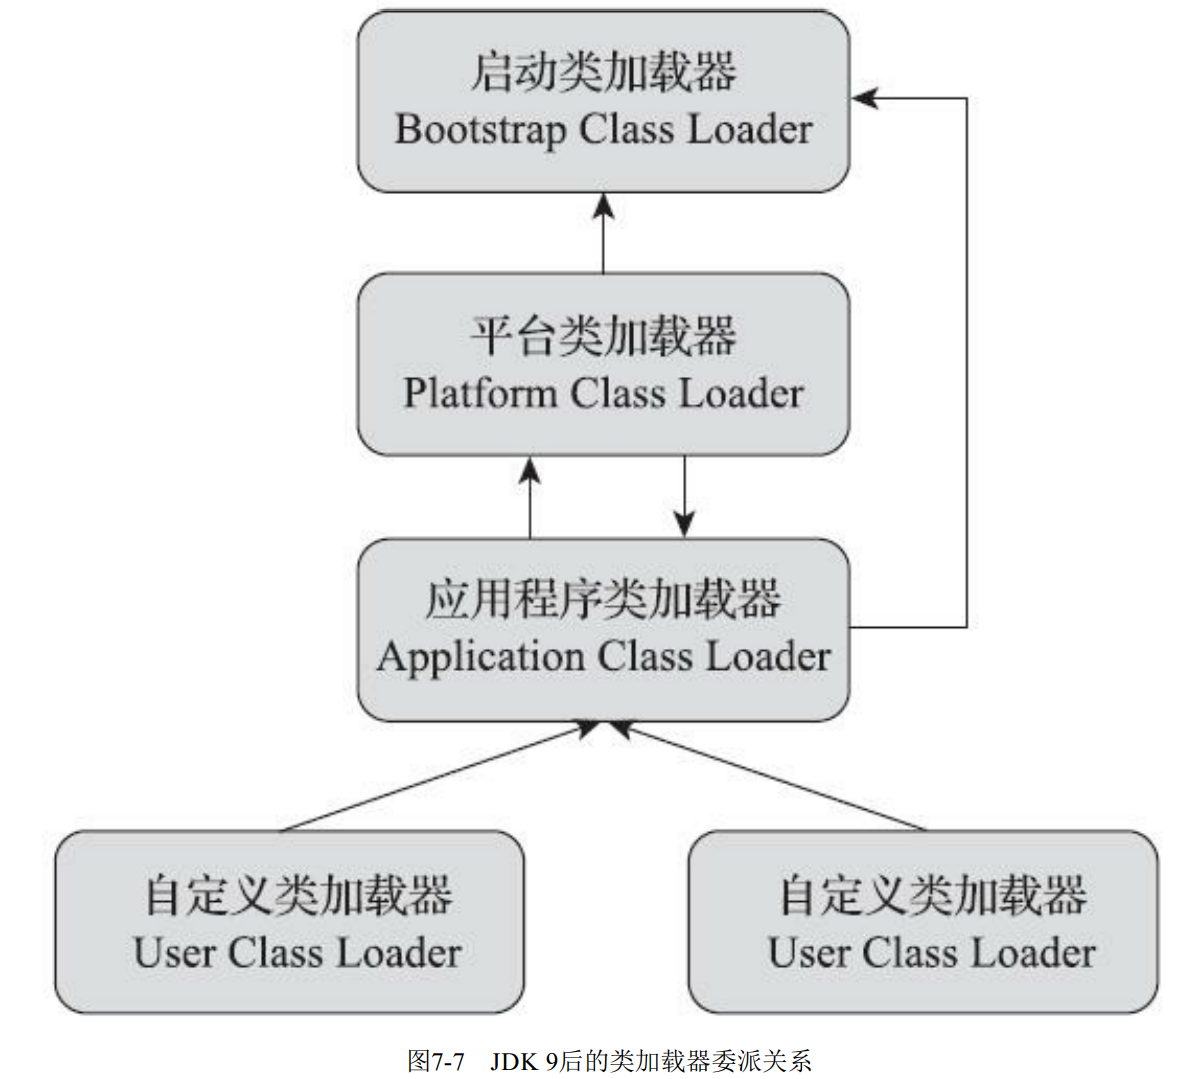 启动类加载器
Bootstrap Class Loader
平台类加载器
Platform Class Loader
应用程序类加载器
Application Class Loader
自定义类加载器
User Class Loader
自定义类加载器
User Class Loader
图7-7 JDK 9后的类加载器委派关系